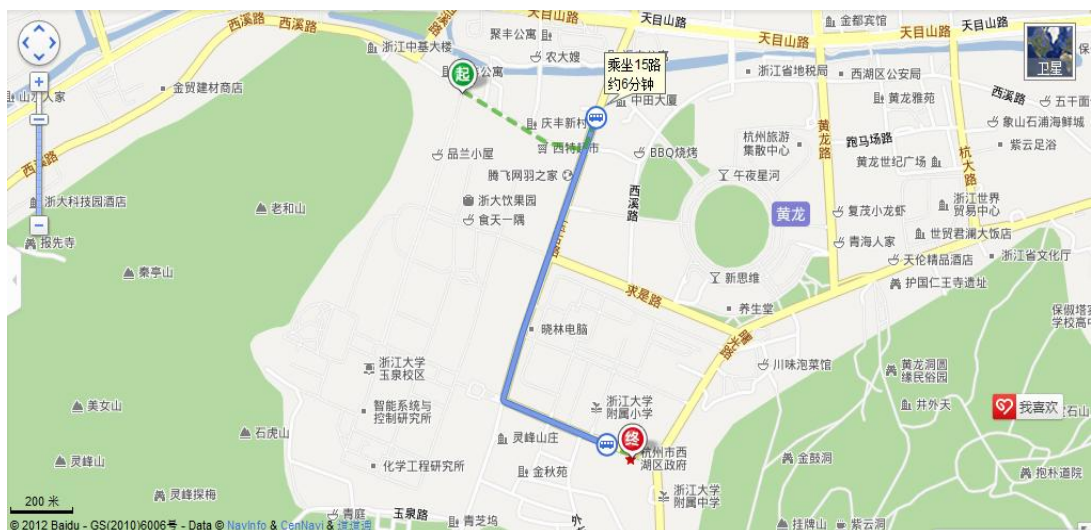 天目山路
天目山路
天目山路
金都宾馆
西溪路
浙江中基大楼
聚丰公寓
农大嫂
公寓
起
乘坐15路
约6分钟
中田大厦
浙江省地税局
西湖区公安局
卫星
西溪路
五千面
金贸建材商店
庆丰新村
西特超市
黄龙雅苑
象山石浦海鲜城
杭州旅游
集散中心
黄龙路
跑马场路
紫云足浴
品兰小屋
BBQ烧烤
黄龙世纪广场
杭大路
西溪路
腾飞网羽之家
午夜星河
浙大科技园酒店
浙大饮果园
食天一隅
西溪路
黄龙
复茂小龙虾
浙江世界
贸易中心
老和山
世贸君澜大饭店
报先寺
青海人家
天伦精品酒店
浙江省文化厅
秦亭山
新思维
护国仁王寺遗址
求是路
养生堂
晓林电脑
曙光路
浙江大学
玉泉校区
川味泡菜馆
黄龙洞圆
缘民俗园
美女山
智能系统与
控制研究所
浙江大学
附属小学
井外天
我喜欢
石虎山
灵峰山庄
终
杭州市西
湖区政府
灵峰山
化学工程研究所
金秋苑
金鼓洞
抱朴道院
灵峰探梅
浙江大学
附属中学
200 米
青庭
玉泉路
青芝坞
挂牌山
紫云洞
© 2012 Baidu - GS(2010)6006号 - Data © NavInfo & CenNavi & 道道通